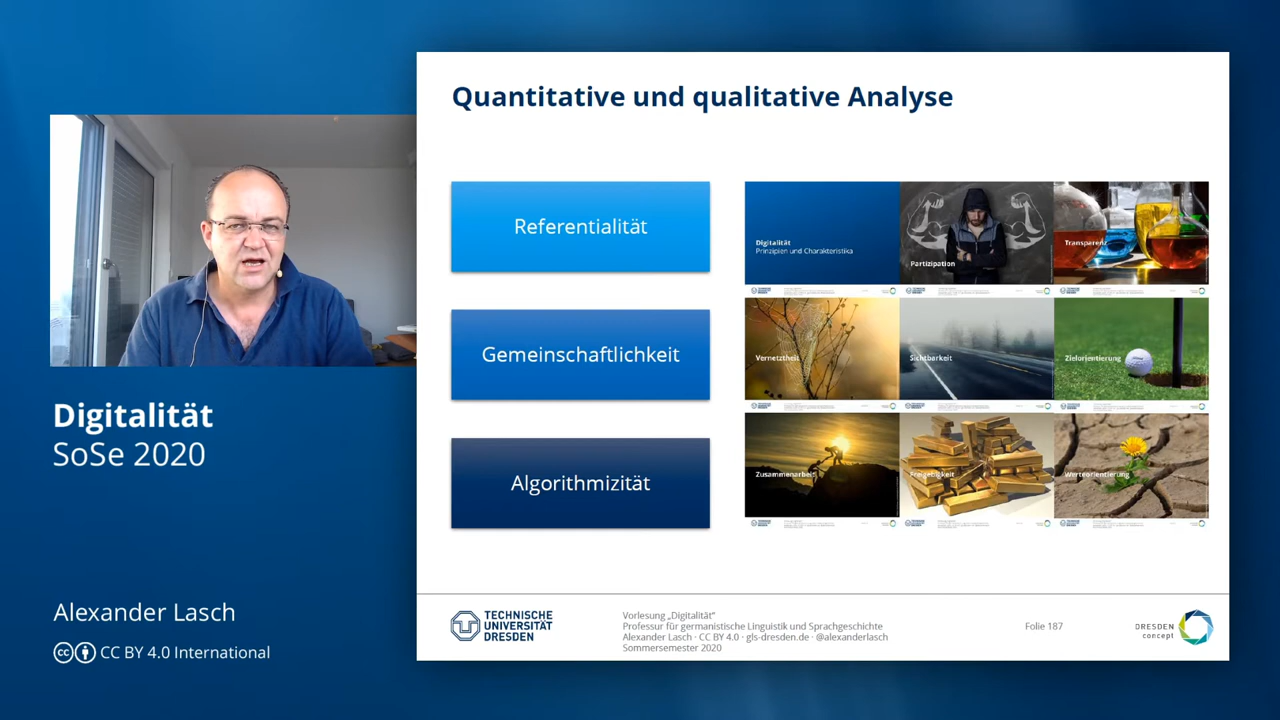 Quantitative und qualitative Analyse
Referentialität
Gemeinschaftlichkeit
Algorithmizität
Digitalität
Prinzipien und Charakteristika
Partizipation
Transparenz
Vernetztheit
Sichtbarkeit
Zielorientierung
Zusammenarbeit
Freigebigkeit
Werteorientierung
Digitalität
SoSe 2020
Alexander Lasch
CC BY 4.0 International
TECHNISCHE
UNIVERSITÄT
DRESDEN
Vorlesung „Digitalität“
Professur für germanistische Linguistik und Sprachgeschichte
Alexander Lasch · CC BY 4.0 · gls-dresden.de · @alexanderlasch
Sommersemester 2020
Folie 187
DRESDEN
concept